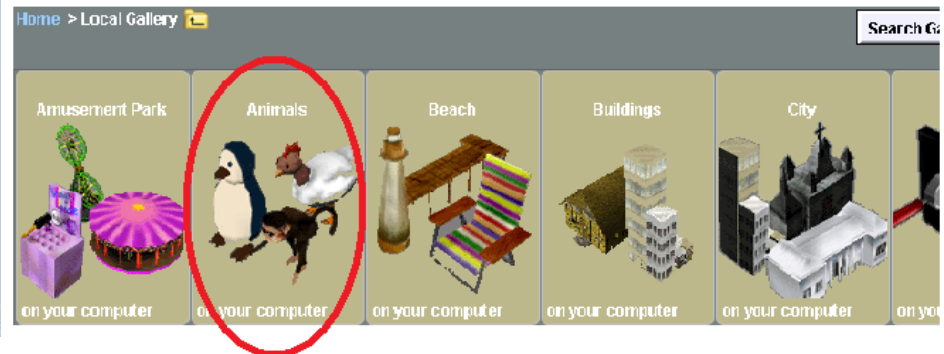 Home > Local Gallery
Search Ga
Amusement Park
Animals
Beach
Buildings
City
on your computer
on your computer
on your computer
on your computer
on your computer
on you